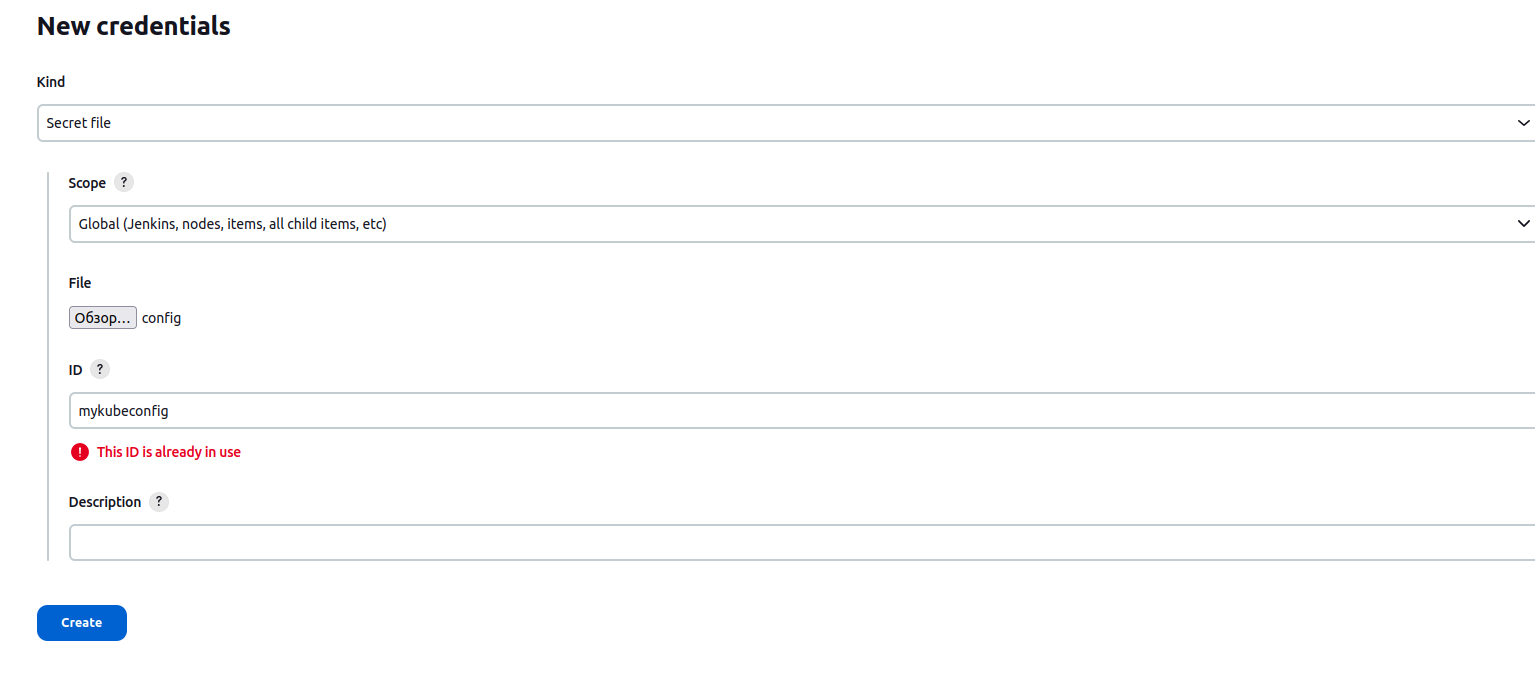 New credentials
Kind
Secret file
Scope ?
Global (Jenkins, nodes, items, all child items, etc)
File
Обзор... config
ID ?
mykubeconfig
! This ID is already in use
Description ?
Create